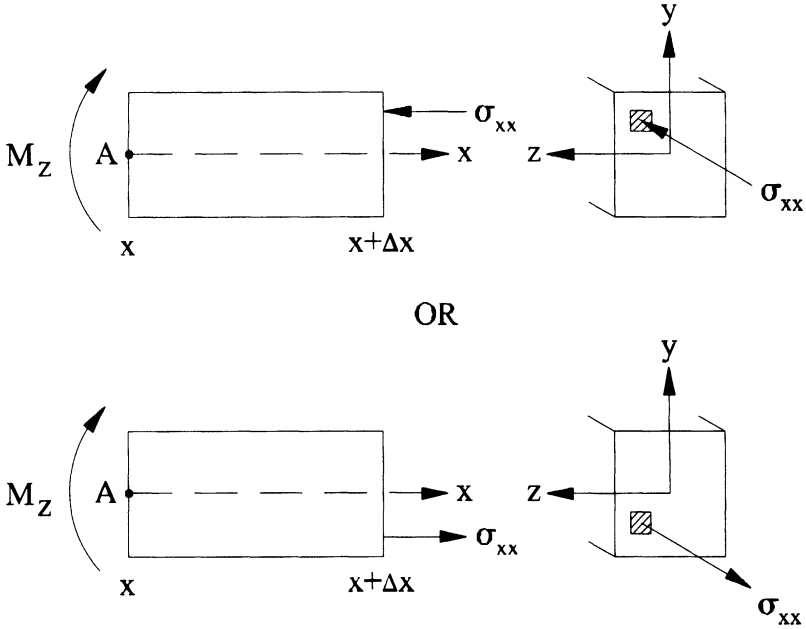 y
M_z A x σ_xx z σ_xx
x x+Δx
OR
y
M_z A x z
σ_xx
x x+Δx σ_xx